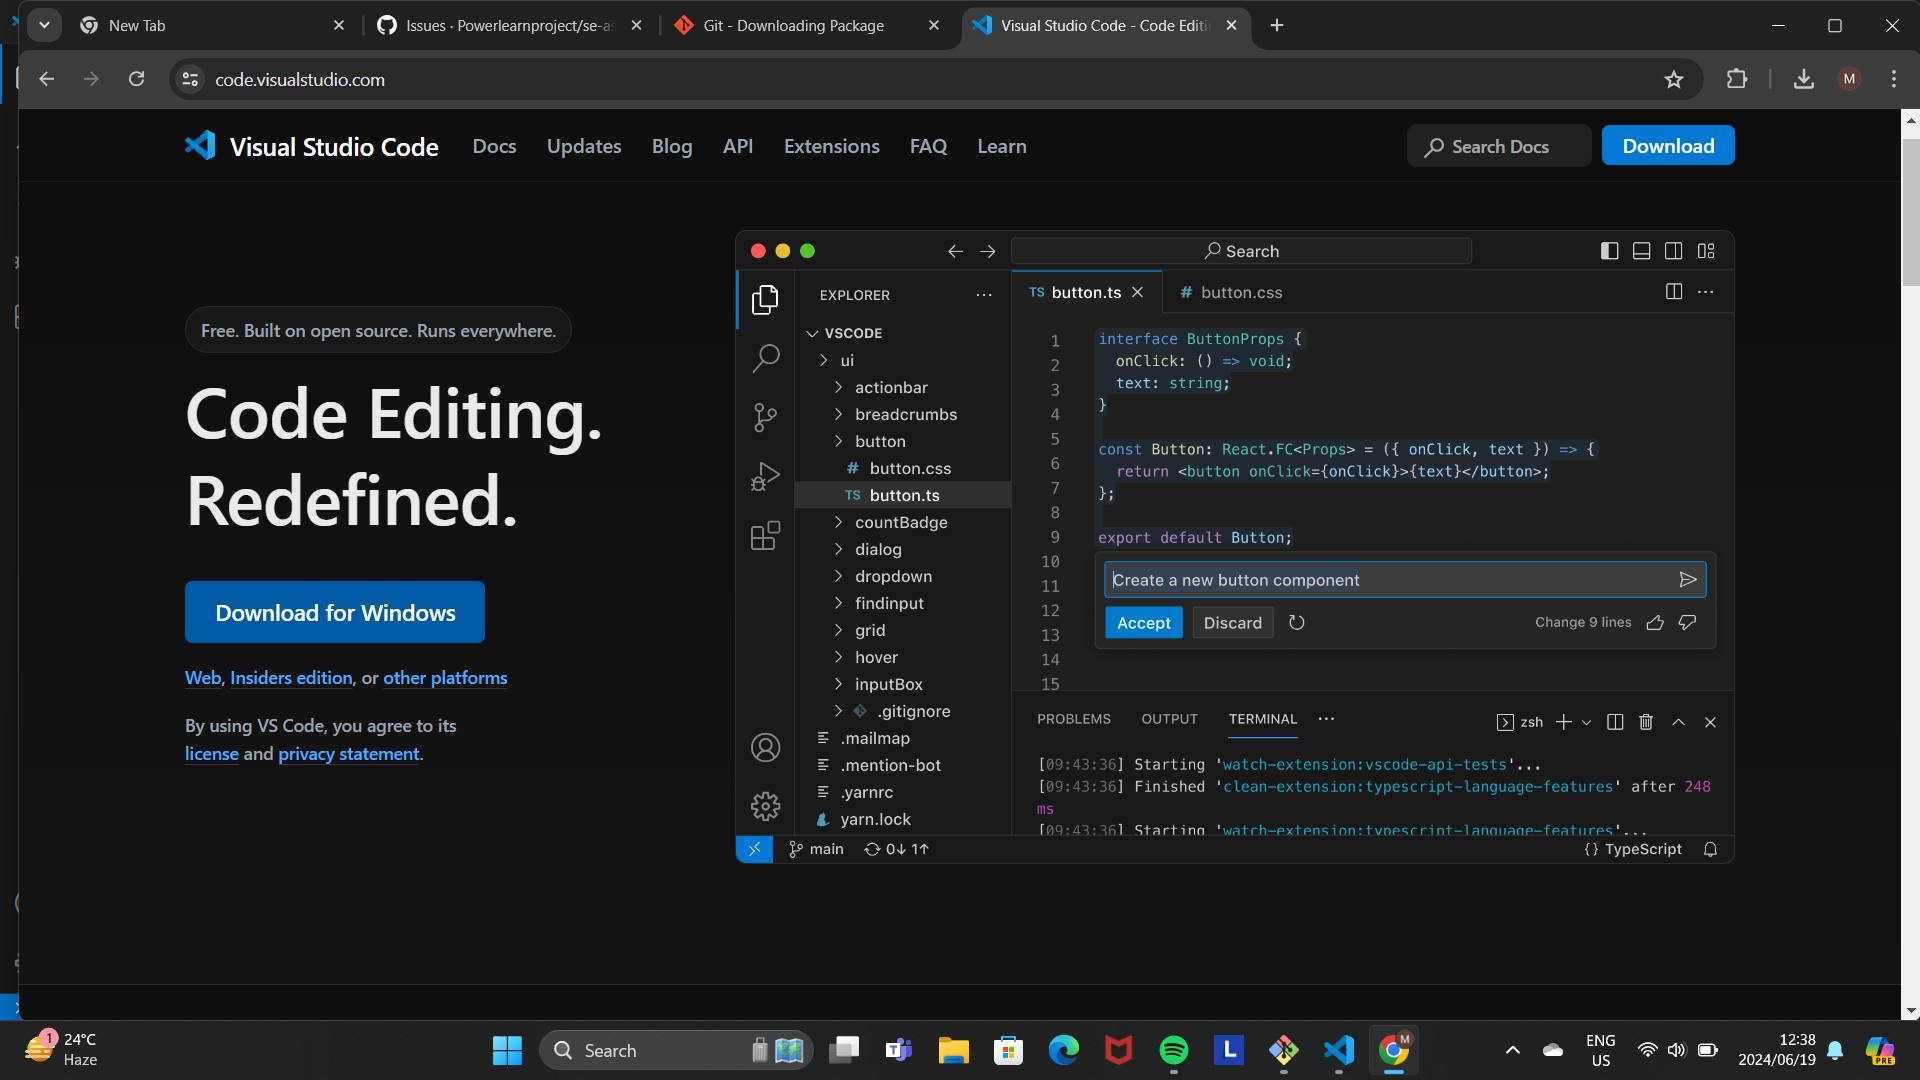 New Tab
Issues · Powerlearnproject/se-as
Git - Downloading Package
Visual Studio Code - Code Editi
code.visualstudio.com
M
Visual Studio Code
Docs
Updates
Blog
API
Extensions
FAQ
Learn
Search Docs
Download
Free. Built on open source. Runs everywhere.
Code Editing.
Redefined.
Download for Windows
Web, Insiders edition, or other platforms
By using VS Code, you agree to its
license and privacy statement.
Search
EXPLORER
VSCODE
ui
actionbar
breadcrumbs
button
# button.css
TS button.ts
countBadge
dialog
dropdown
findinput
grid
hover
inputBox
.gitignore
.mailmap
.mention-bot
.yarnrc
yarn.lock
TS button.ts
# button.css
1
2
3
4
5
6
7
8
9
10
11
12
13
14
15
interface ButtonProps {
onClick: () => void;
text: string;
}
const Button: React.FC<Props> = ({ onClick, text }) => {
return <button onClick={onClick}>{text}</button>;
};
export default Button;
Create a new button component
Accept
Discard
Change 9 lines
PROBLEMS
OUTPUT
TERMINAL
zsh
[09:43:36] Starting 'watch-extension:vscode-api-tests'...
[09:43:36] Finished 'clean-extension:typescript-language-features' after 248
ms
[09:43:36] Starting 'watch-extension:typescript-language-features'...
main
0↓ 1↑
{} TypeScript
1
24°C
Haze
Search
L
M
ENG
US
12:38
2024/06/19
PRE